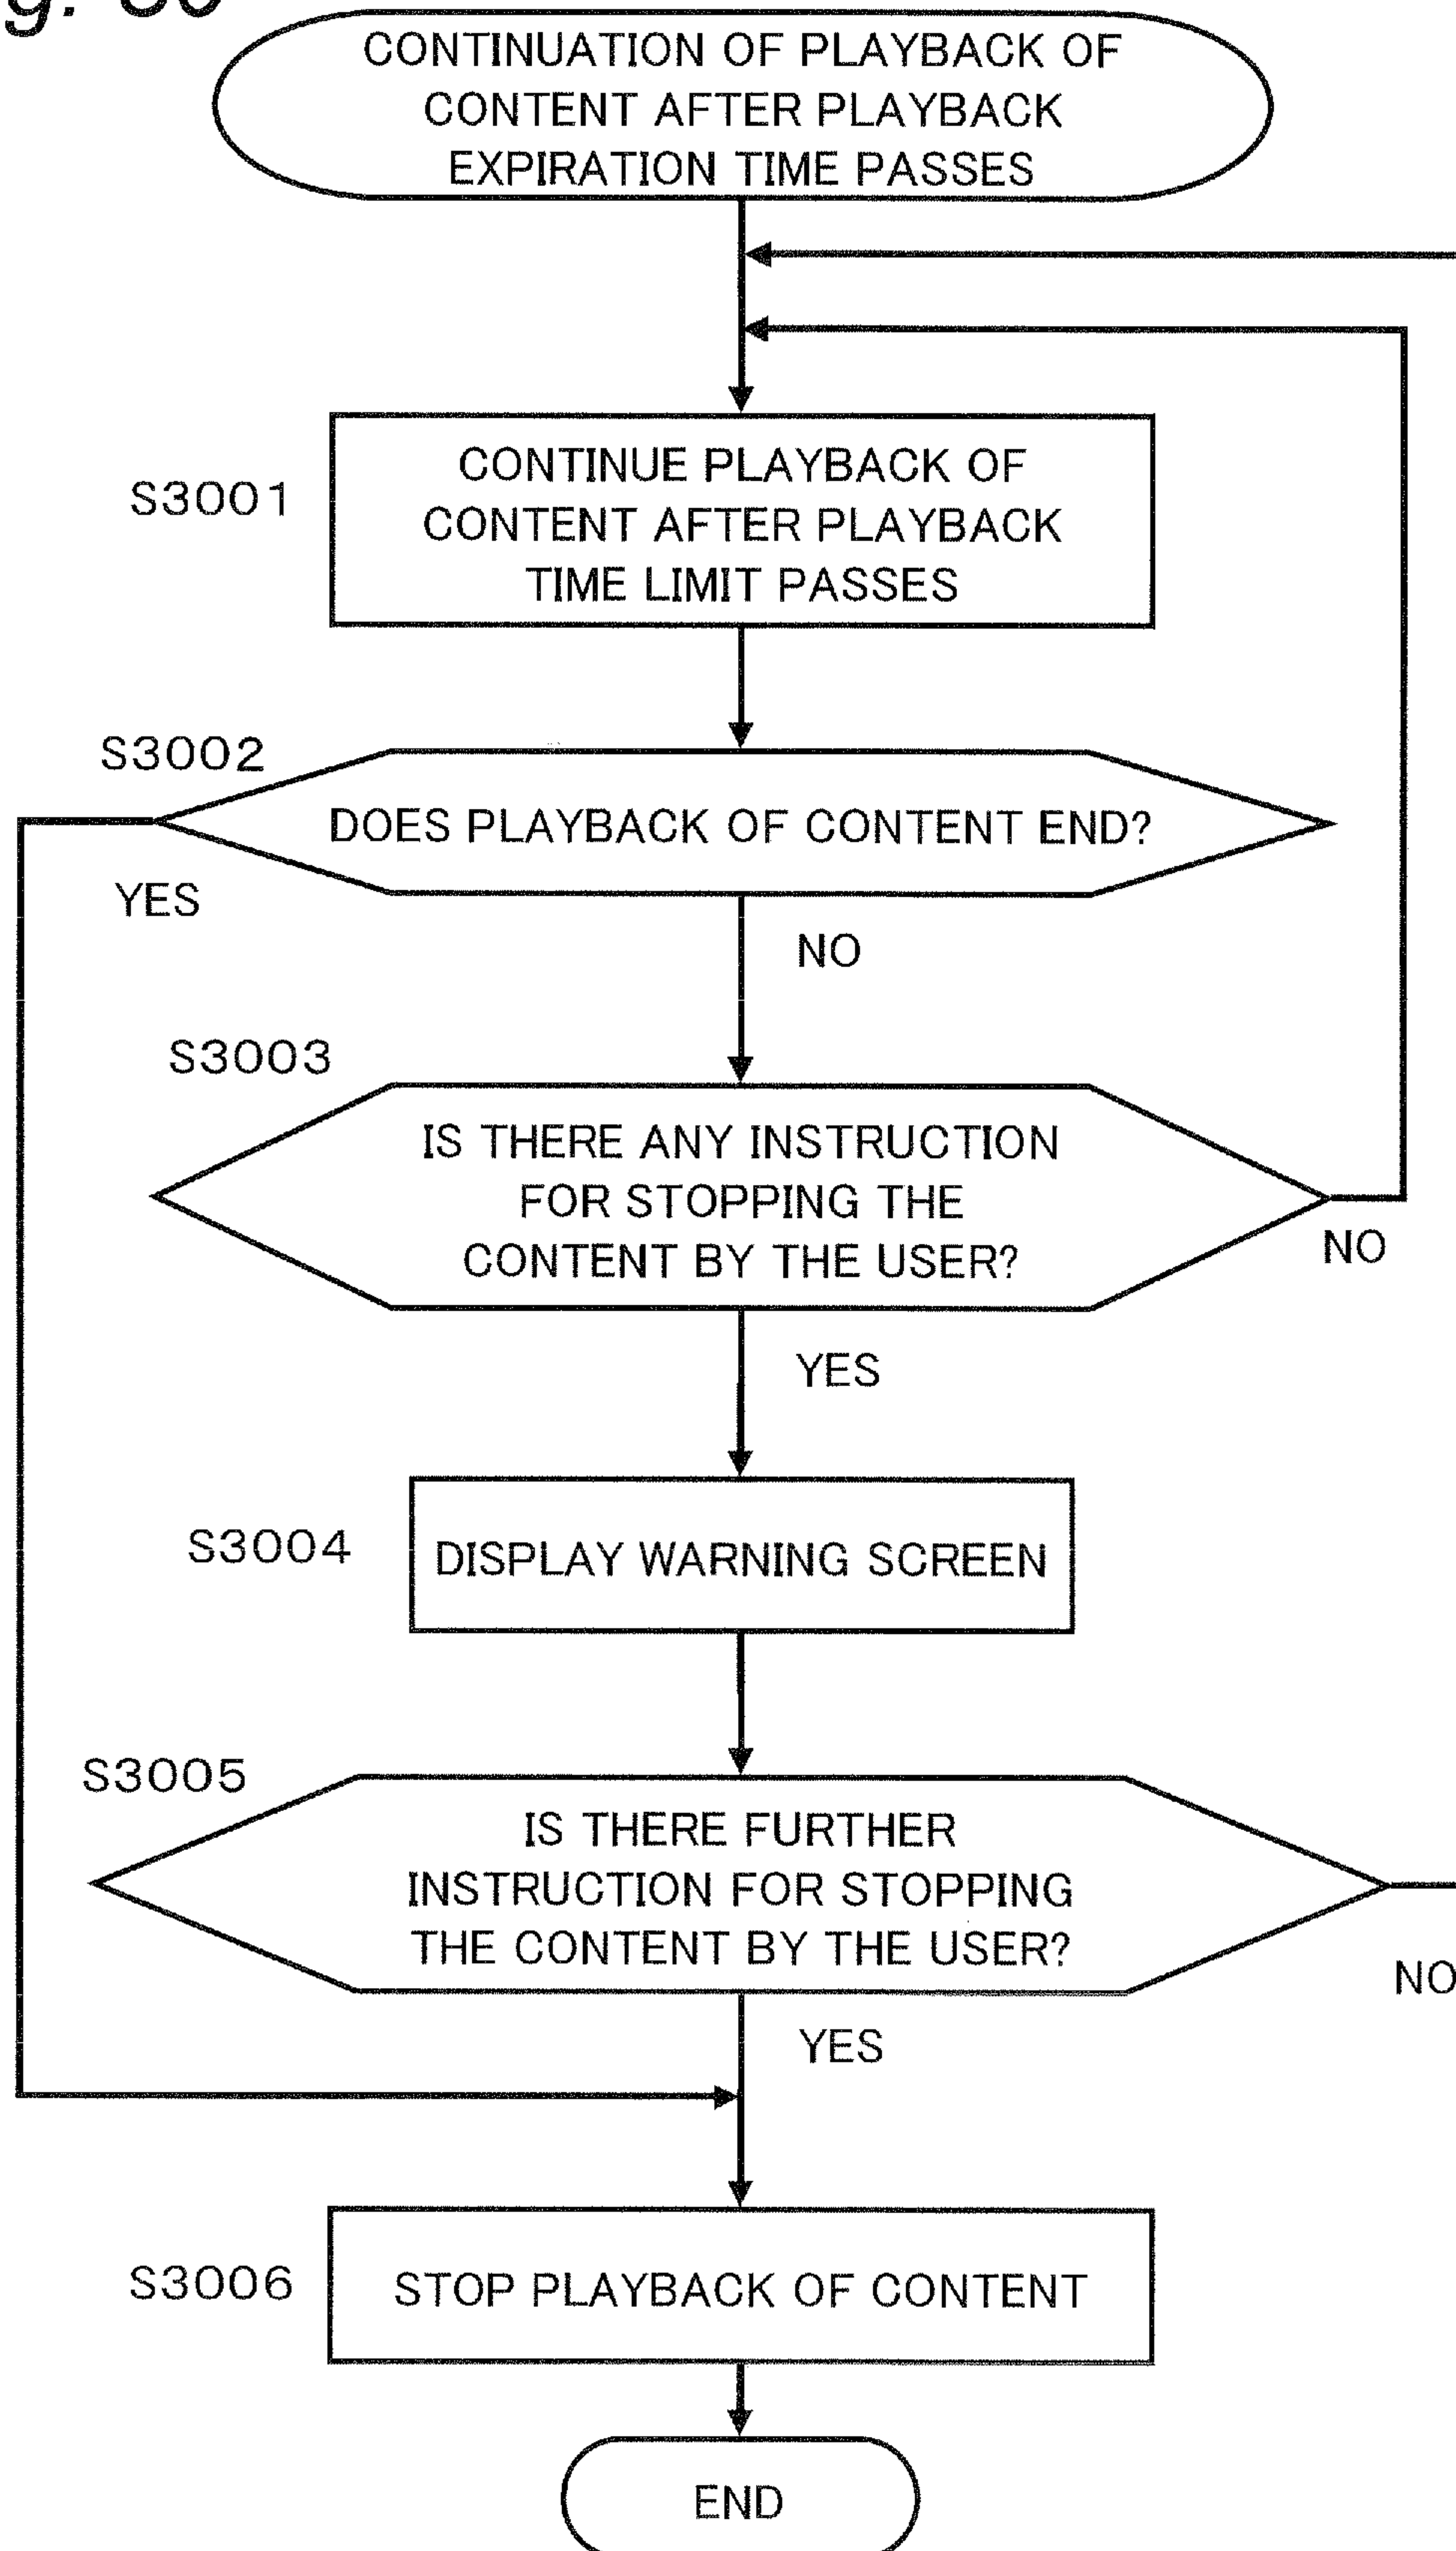 CONTINUATION OF PLAYBACK OF
CONTENT AFTER PLAYBACK
EXPIRATION TIME PASSES
S3001
CONTINUE PLAYBACK OF
CONTENT AFTER PLAYBACK
TIME LIMIT PASSES
S3002
DOES PLAYBACK OF CONTENT END?
YES
NO
S3003
IS THERE ANY INSTRUCTION
FOR STOPPING THE
CONTENT BY THE USER?
NO
YES
S3004
DISPLAY WARNING SCREEN
S3005
IS THERE FURTHER
INSTRUCTION FOR STOPPING
THE CONTENT BY THE USER?
NO
YES
S3006
STOP PLAYBACK OF CONTENT
END